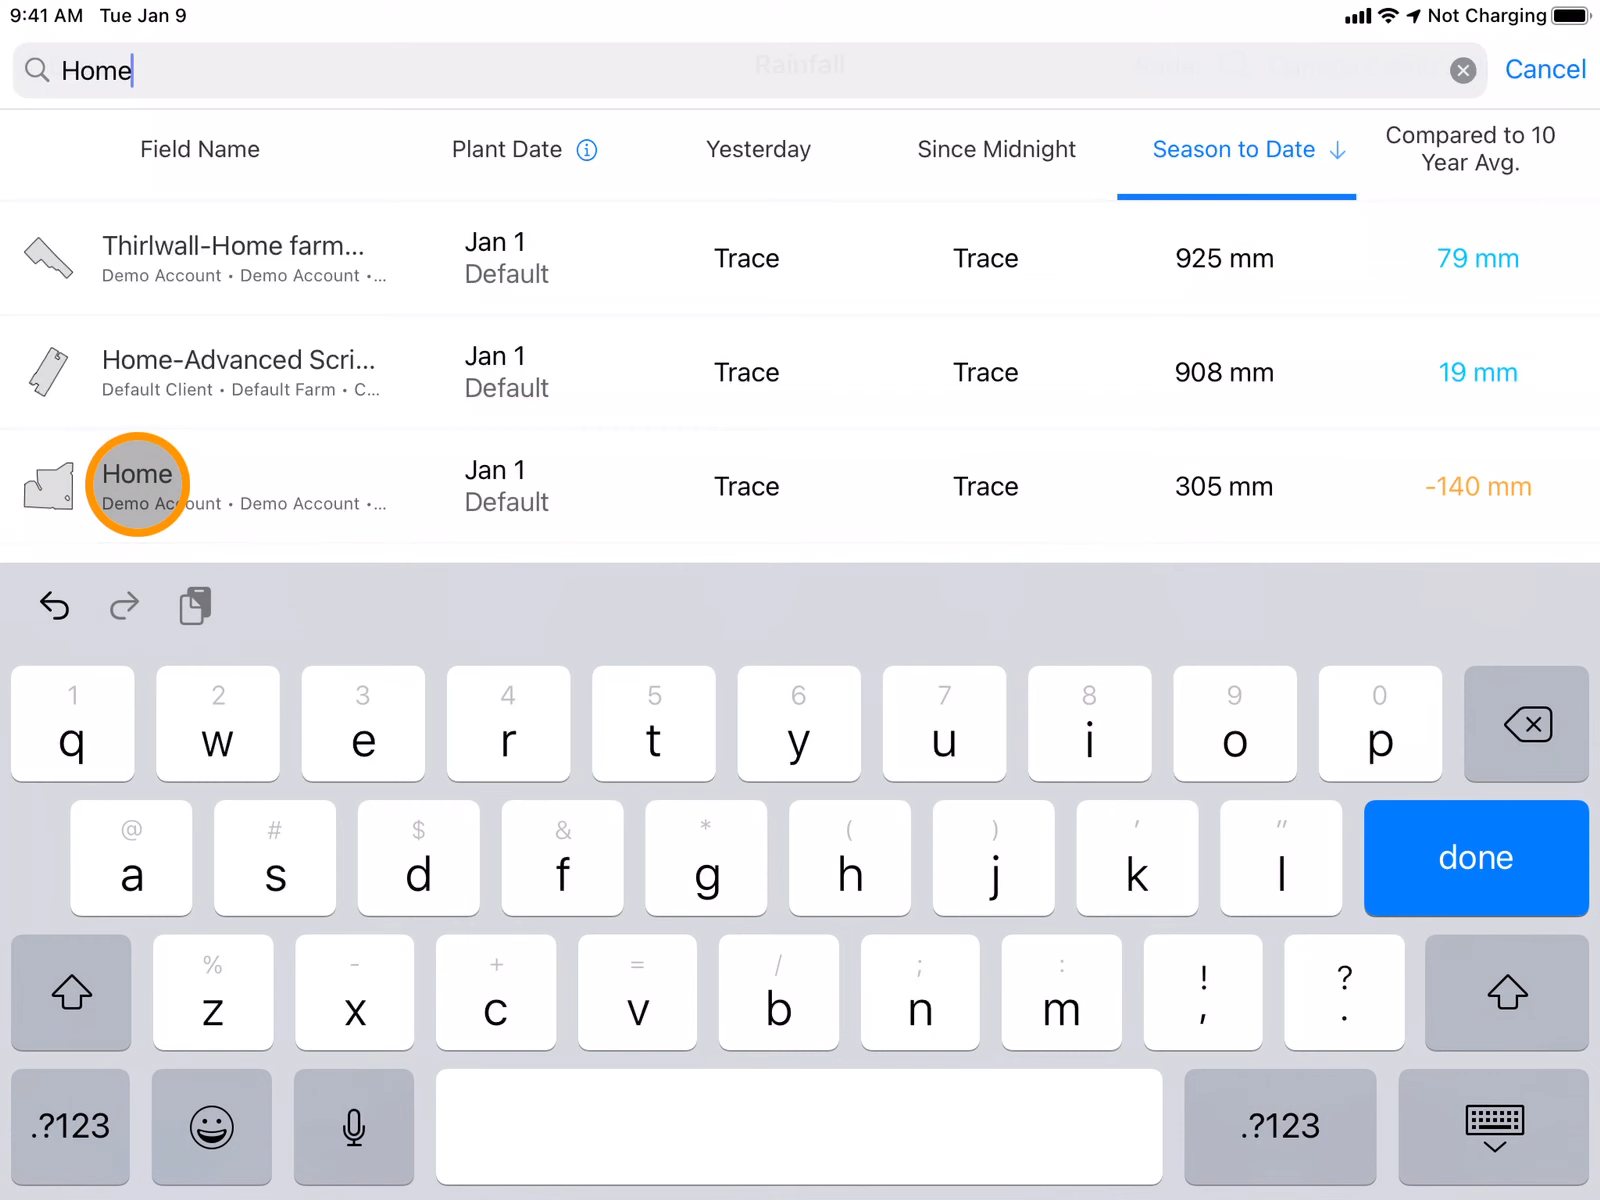 9:41 AM Tue Jan 9
Not Charging
Rainfall
Home
Cancel
Field Name
Plant Date
Yesterday
Since Midnight
Season to Date ↓
Compared to 10
Year Avg.
Thirlwall-Home farm...
Demo Account • Demo Account •...
Jan 1
Default
Trace
Trace
925 mm
79 mm
Home-Advanced Scri...
Default Client • Default Farm • C...
Jan 1
Default
Trace
Trace
908 mm
19 mm
Home
Demo Account • Demo Account •...
Jan 1
Default
Trace
Trace
305 mm
-140 mm
1 2 3 4 5 6 7 8 9 0
q w e r t y u i o p
@ # $ & * ( ) ' "
a s d f g h j k l
done
% - + = / ; : ! ?
z x c v b n m , .
.?123
.?123